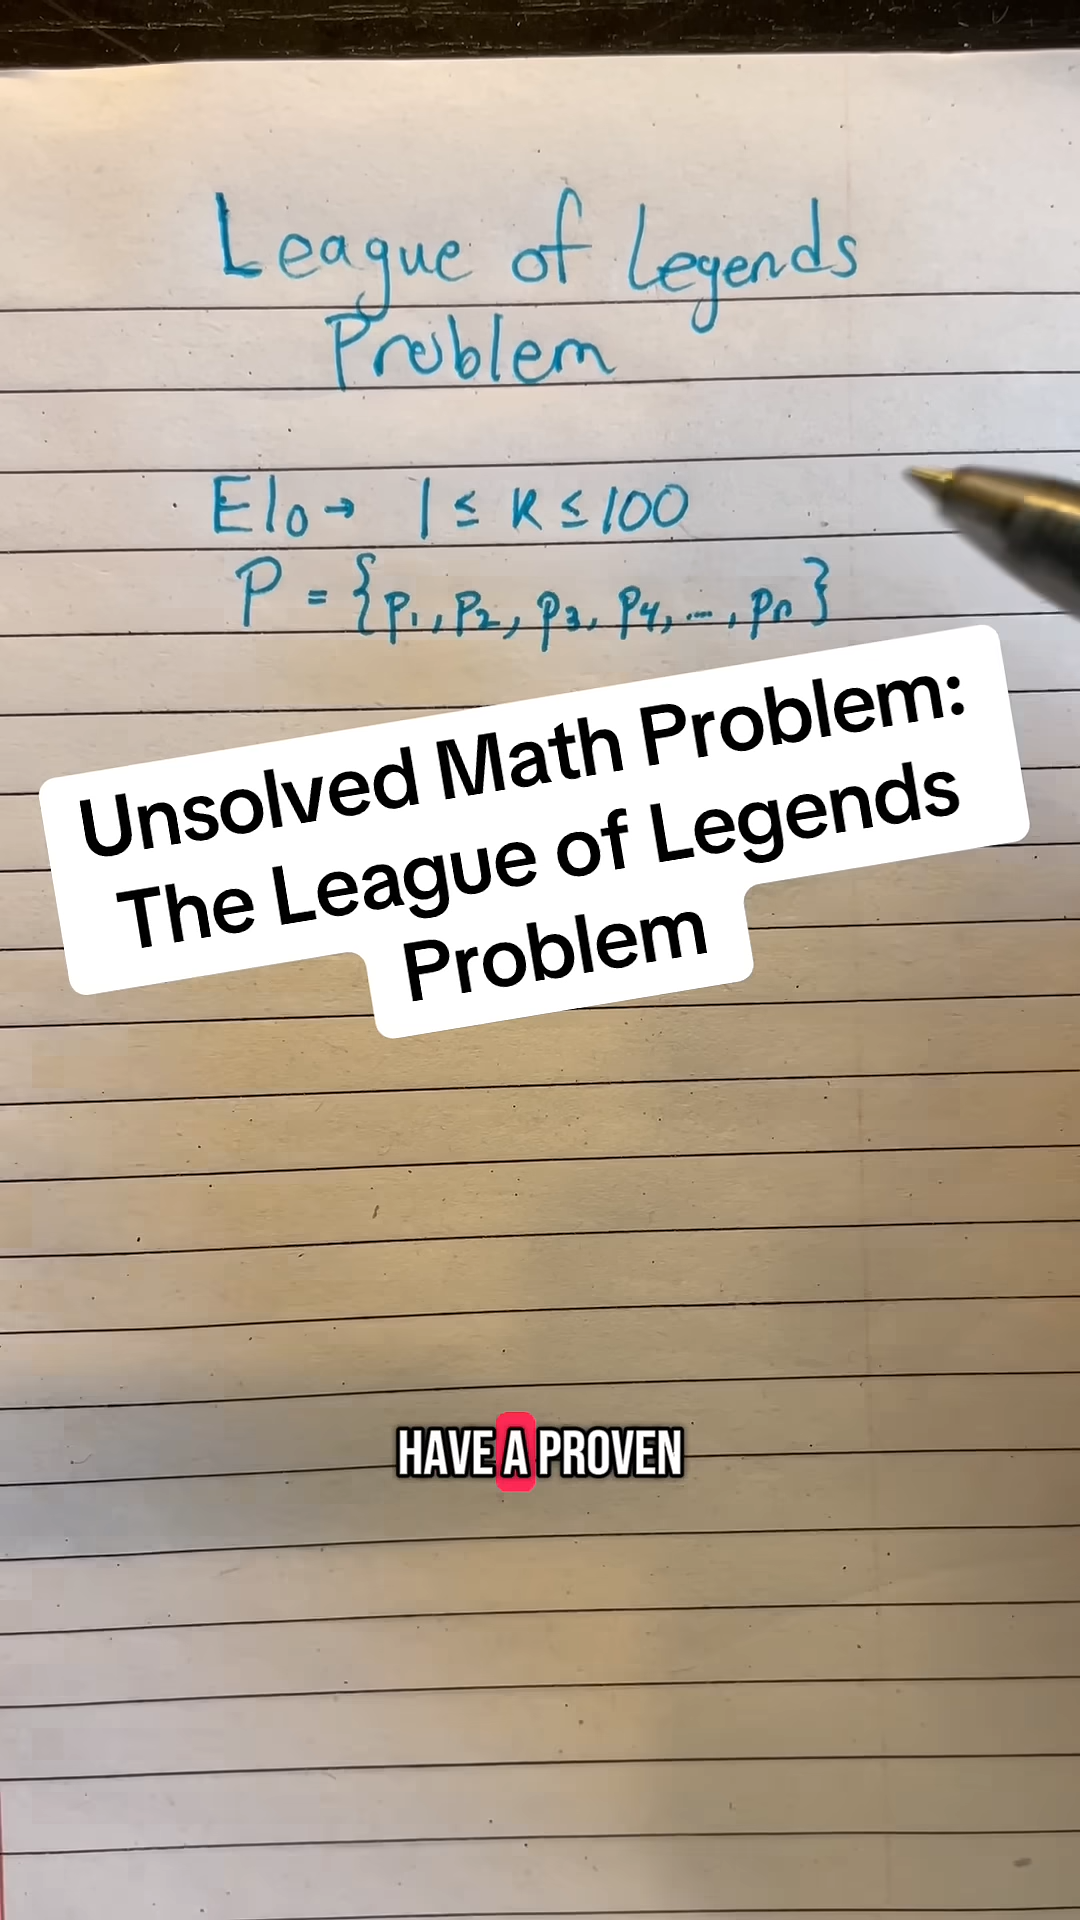 League of Legends
Problem
Elo → 1 ≤ K ≤ 100
P = {p1, p2, p3, p4, ..., pn}
Unsolved Math Problem:
The League of Legends
Problem
HAVE A PROVEN